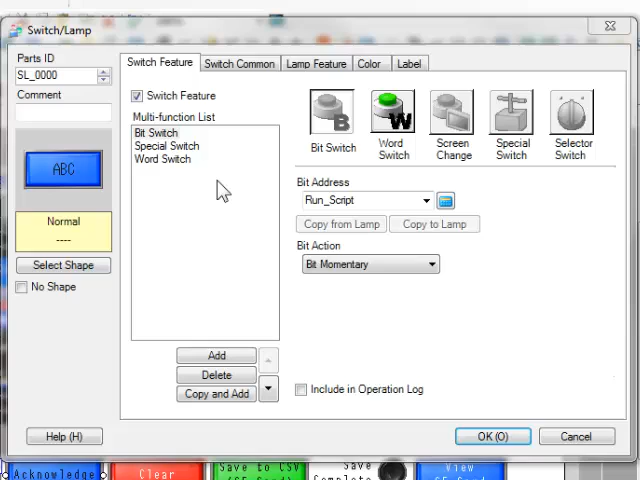 Switch/Lamp
Parts ID
SL_0000
Comment
ABC
Normal
----
Select Shape
No Shape
Switch Feature
Switch Common
Lamp Feature
Color
Label
Switch Feature
Multi-function List
Bit Switch
Special Switch
Word Switch
Add
Delete
Copy and Add
B
Bit Switch
W
Word
Switch
Screen
Change
Special
Switch
Selector
Switch
Bit Address
Run_Script
Copy from Lamp
Copy to Lamp
Bit Action
Bit Momentary
Include in Operation Log
Help (H)
OK (O)
Cancel
Acknowledge
Clear
Save to CSV
Save
Complete
View